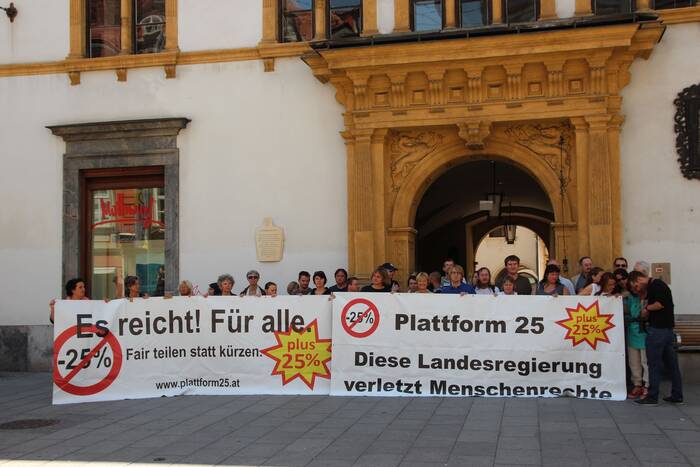 Es reicht! Für alle.
-25%
Fair teilen statt kürzen.
plus
25%
www.plattform25.at
-25%
Plattform 25
plus
25%
Diese Landesregierung
verletzt Menschenrechte